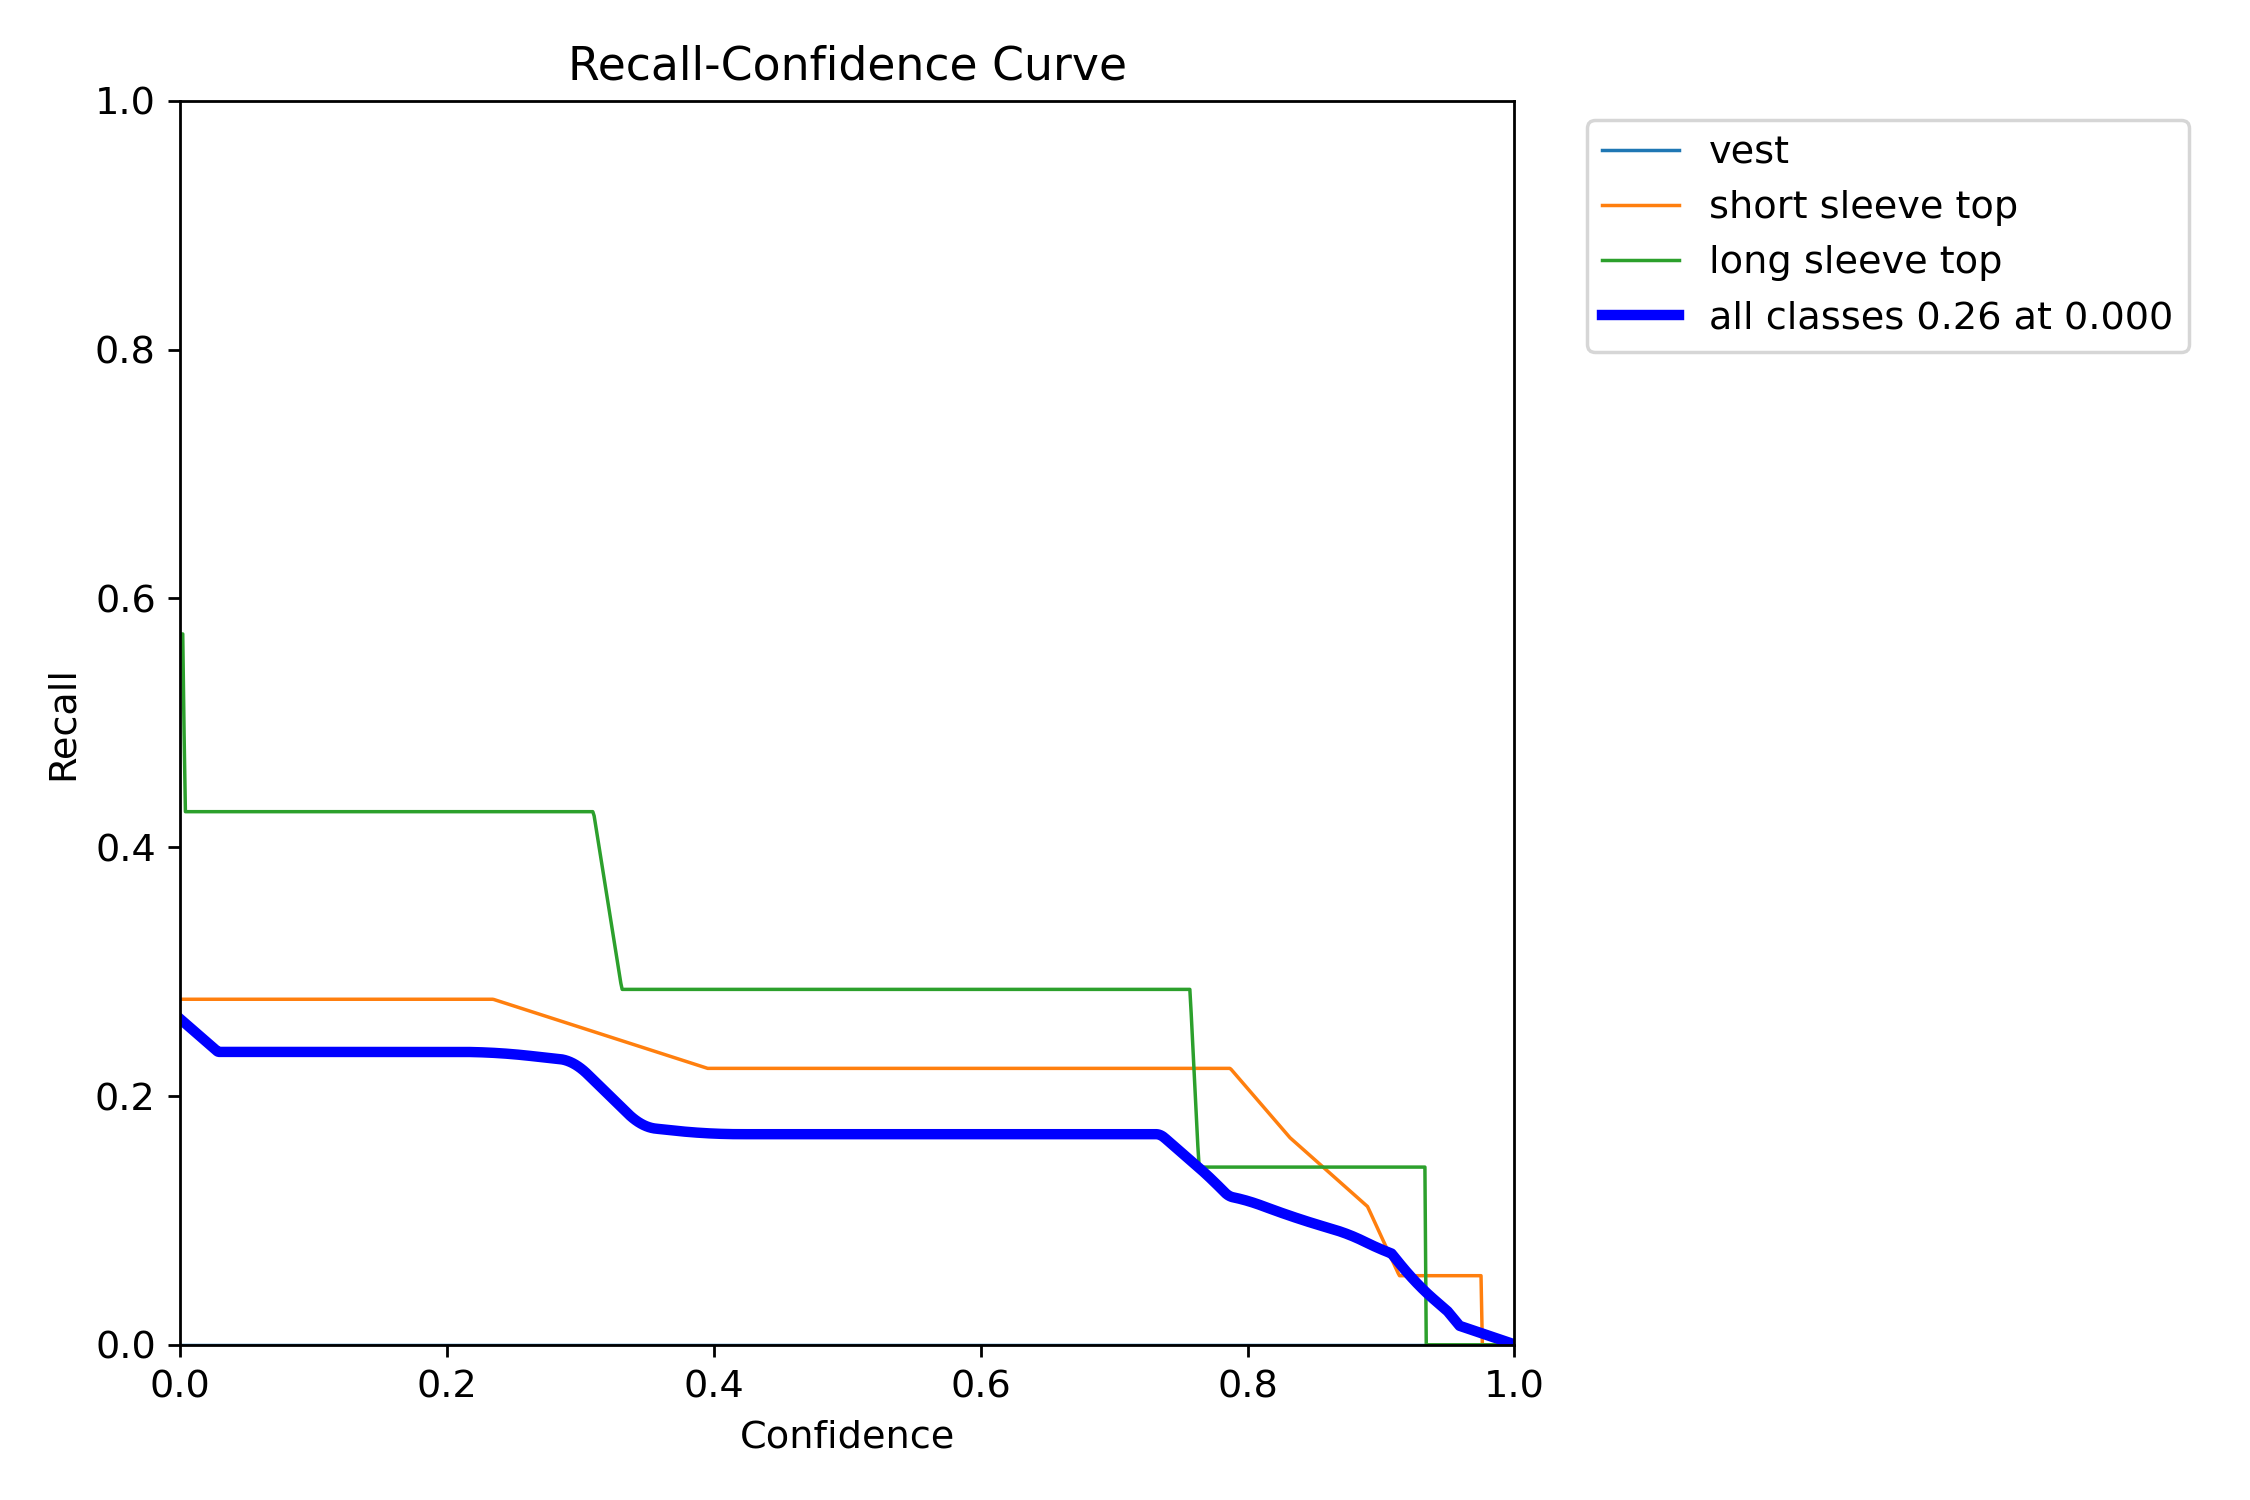 Recall-Confidence Curve
1.0
0.8
0.6
0.4
0.2
0.0
Recall
0.0 0.2 0.4 0.6 0.8 1.0
Confidence
vest
short sleeve top
long sleeve top
all classes 0.26 at 0.000